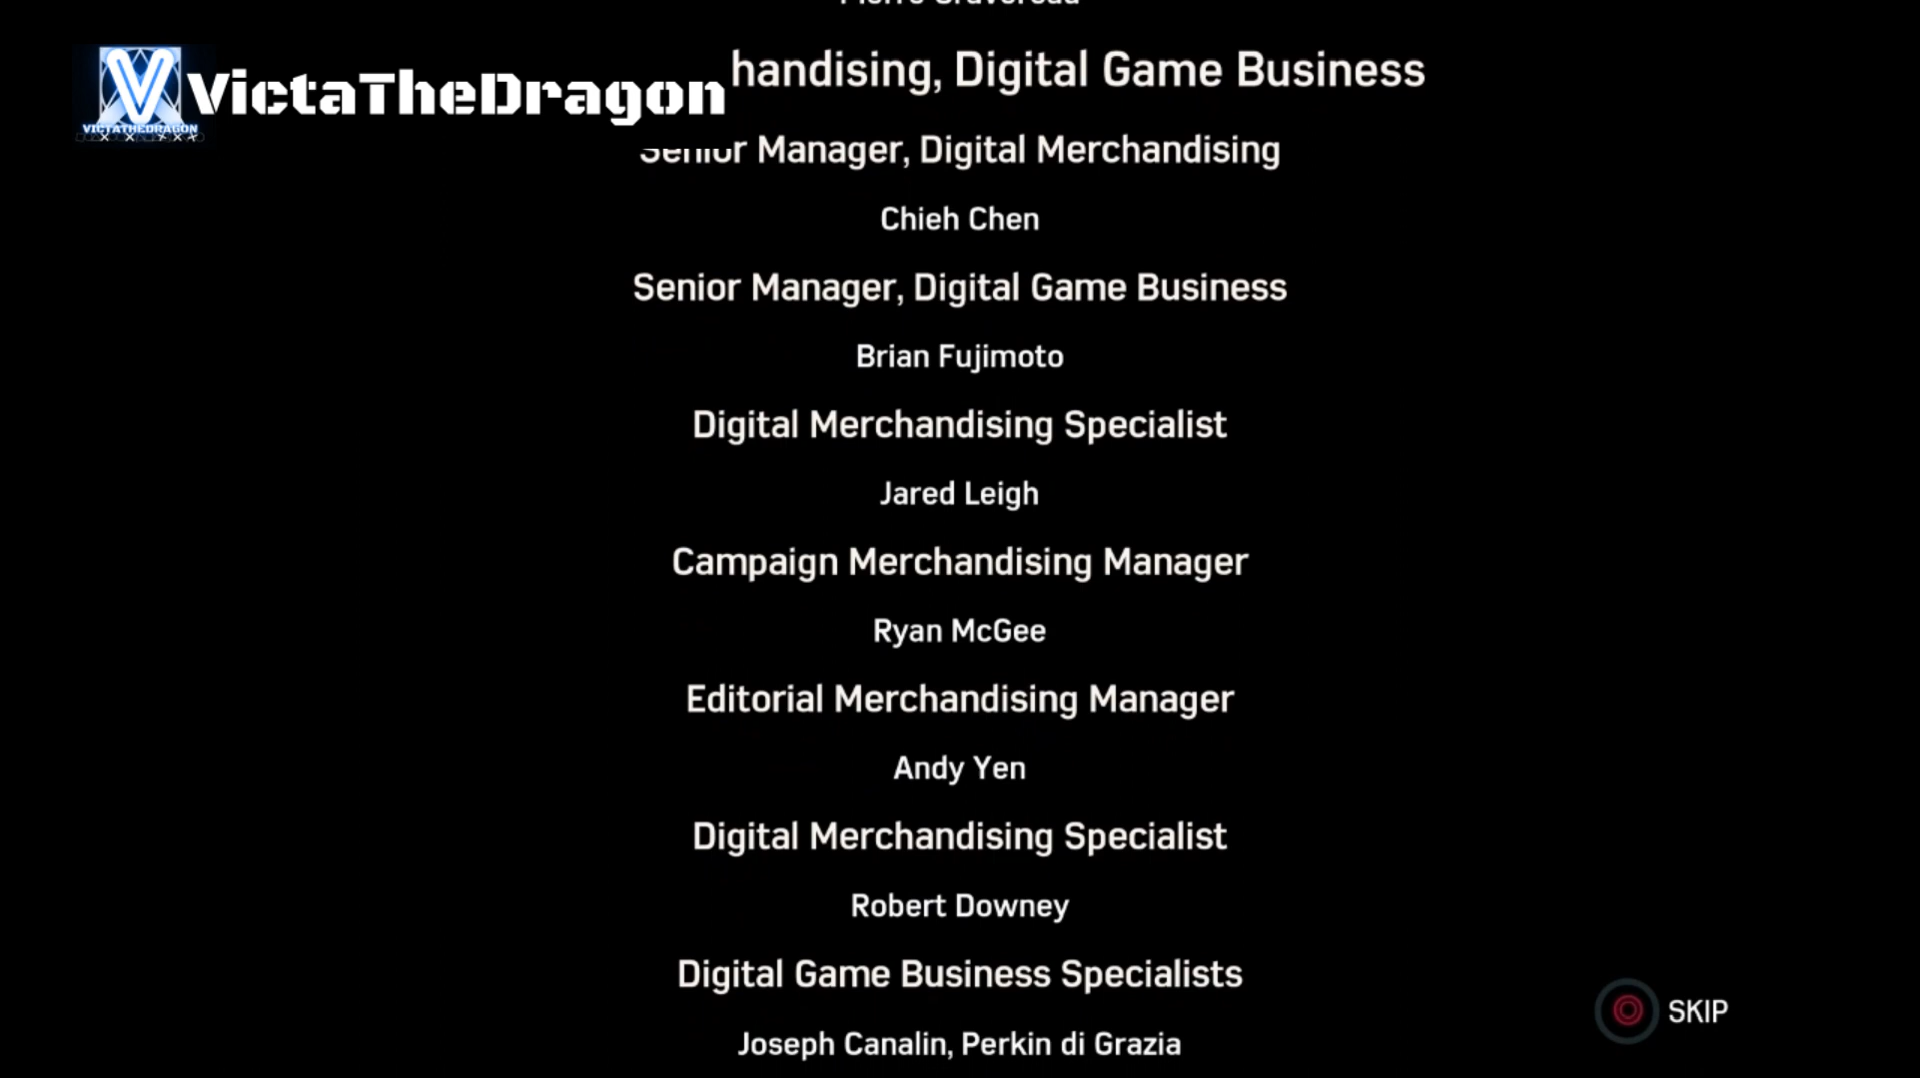 handising, Digital Game Business
VictaTheDragon
VICTATHEDRAGON
Senior Manager, Digital Merchandising
Chieh Chen
Senior Manager, Digital Game Business
Brian Fujimoto
Digital Merchandising Specialist
Jared Leigh
Campaign Merchandising Manager
Ryan McGee
Editorial Merchandising Manager
Andy Yen
Digital Merchandising Specialist
Robert Downey
Digital Game Business Specialists
Joseph Canalin, Perkin di Grazia
SKIP